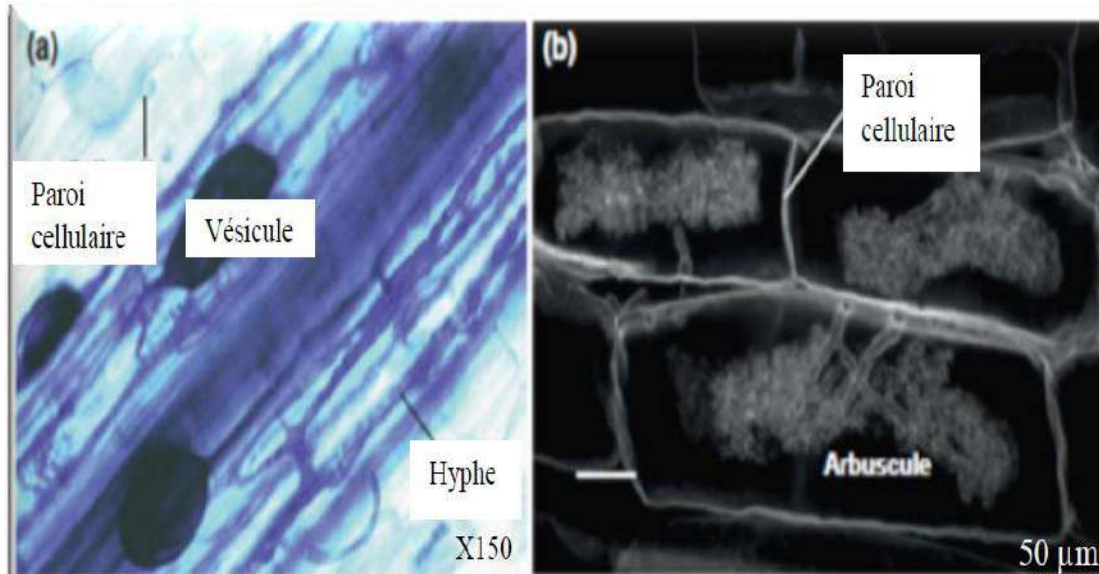 (a)
Paroi
cellulaire
Vésicule
Hyphe
X150
(b)
Paroi
cellulaire
Arbuscule
50 µm